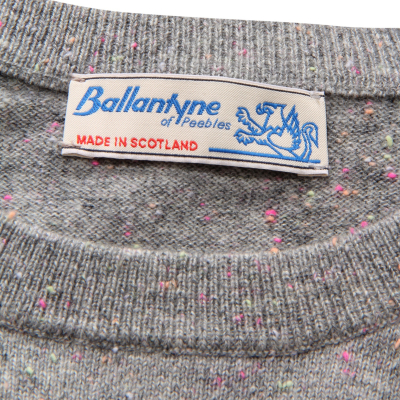 Ballantyne
of Peebles
MADE IN SCOTLAND